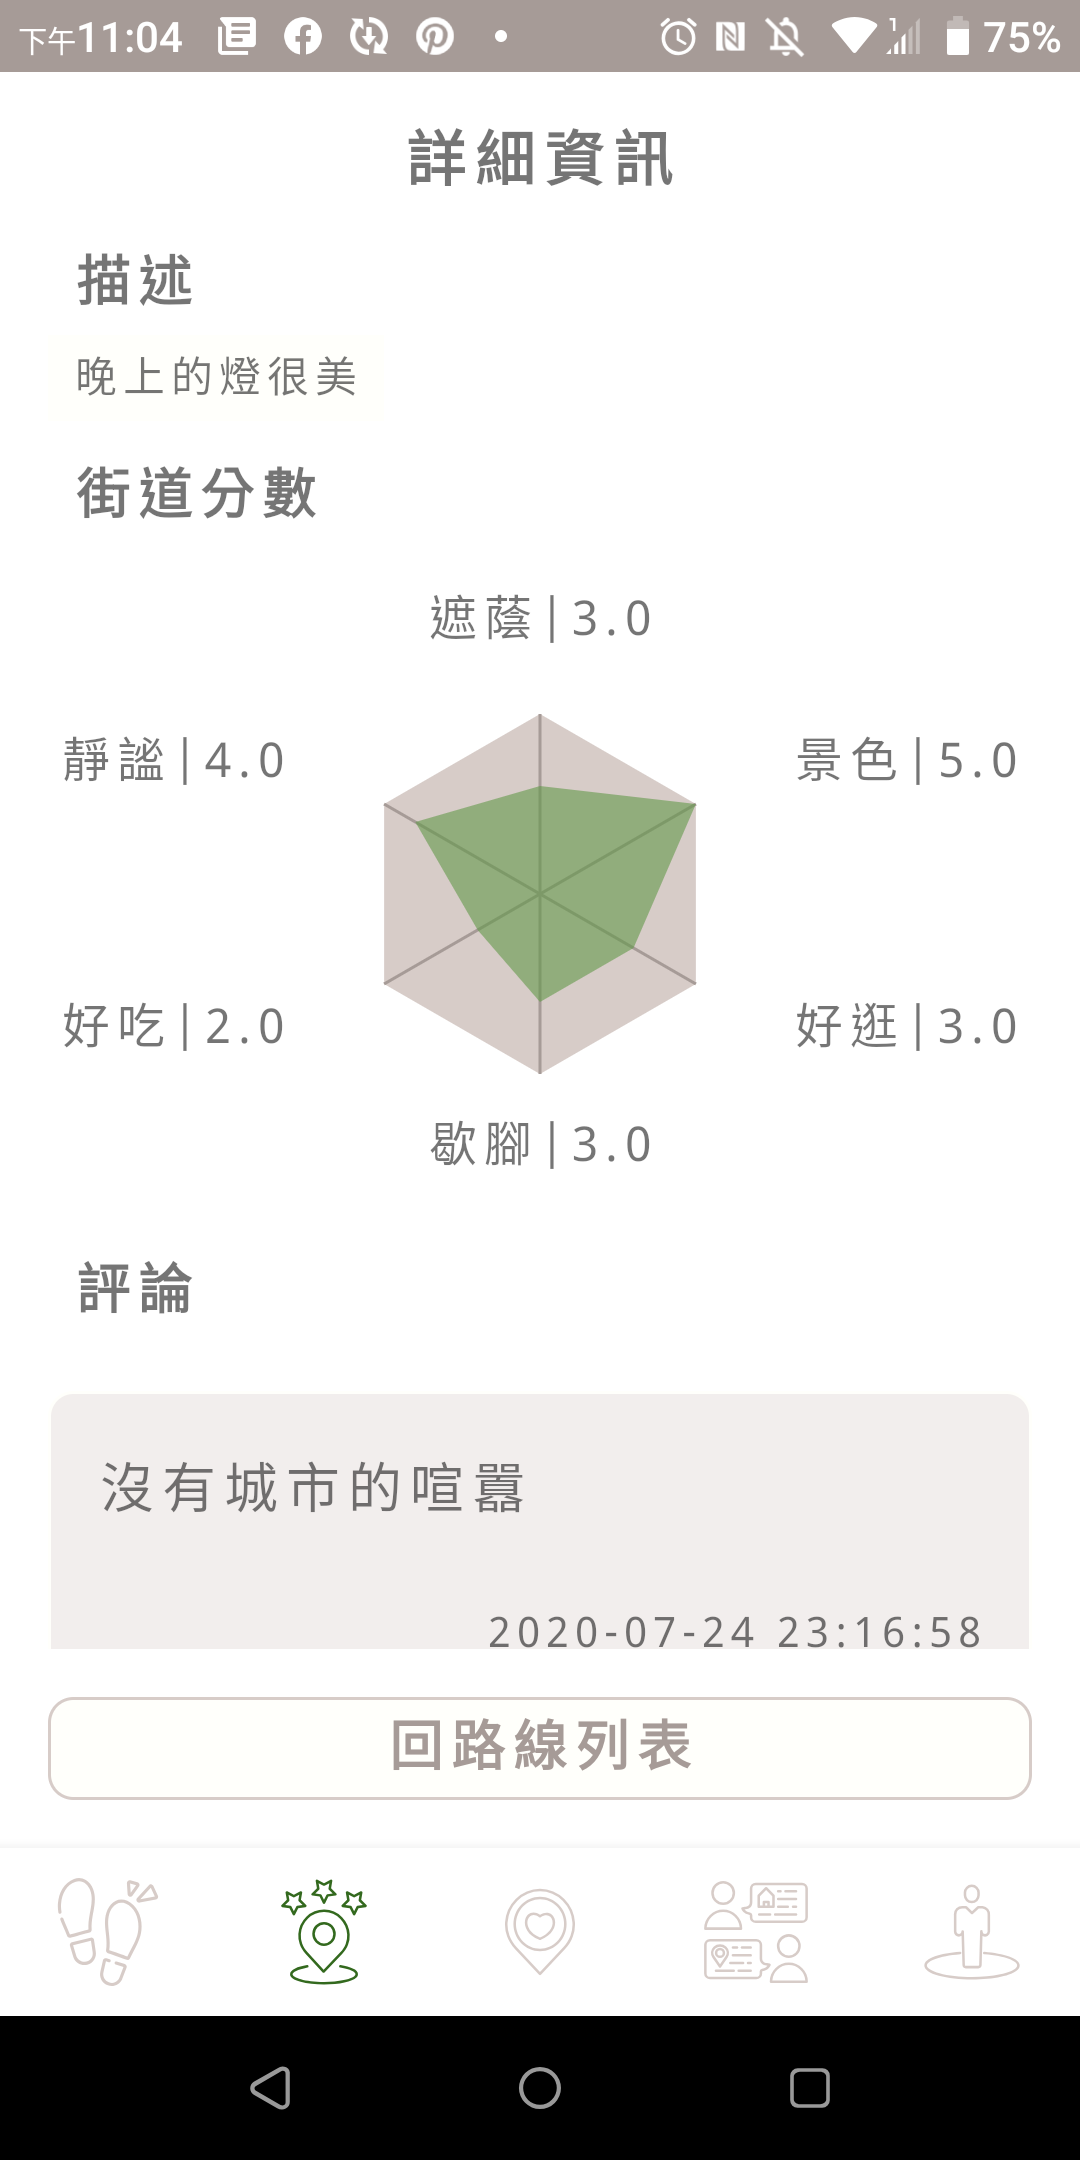 下午11:04 75%
詳細資訊
描述
晚上的燈很美
街道分數
遮蔭|3.0
靜謐|4.0
景色|5.0
好吃|2.0
好逛|3.0
歇腳|3.0
評論
沒有城市的喧囂
2020-07-24 23:16:58
回路線列表